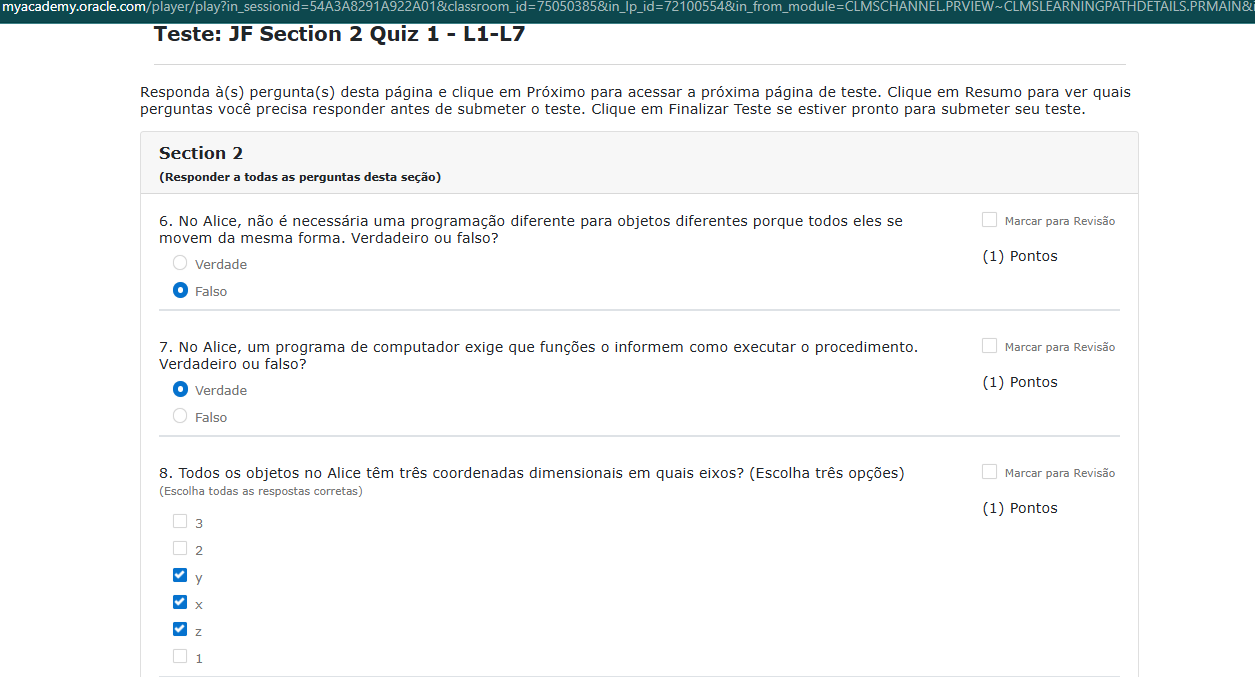 myacademy.oracle.com/player/play?in_sessionid=54A3A8291A922A01&classroom_id=75050385&in_lp_id=72100554&in_from_module=CLMSCHANNEL.PRVIEW~CLMSLEARNINGPATHDETAILS.PRMAIN&
Teste: JF Section 2 Quiz 1 - L1-L7
Responda à(s) pergunta(s) desta página e clique em Próximo para acessar a próxima página de teste. Clique em Resumo para ver quais
perguntas você precisa responder antes de submeter o teste. Clique em Finalizar Teste se estiver pronto para submeter seu teste.
Section 2
(Responder a todas as perguntas desta seção)
6. No Alice, não é necessária uma programação diferente para objetos diferentes porque todos eles se
movem da mesma forma. Verdadeiro ou falso?
Marcar para Revisão
(1) Pontos
Verdade
Falso
7. No Alice, um programa de computador exige que funções o informem como executar o procedimento.
Verdadeiro ou falso?
Marcar para Revisão
(1) Pontos
Verdade
Falso
8. Todos os objetos no Alice têm três coordenadas dimensionais em quais eixos? (Escolha três opções)
(Escolha todas as respostas corretas)
Marcar para Revisão
(1) Pontos
3
2
y
x
z
1